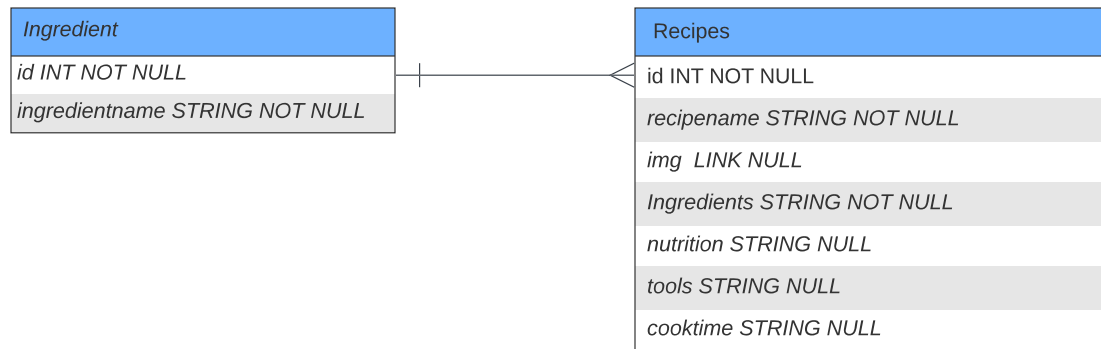 Ingredient
id INT NOT NULL
ingredientname STRING NOT NULL
Recipes
id INT NOT NULL
recipename STRING NOT NULL
img  LINK NULL
Ingredients STRING NOT NULL
nutrition STRING NULL
tools STRING NULL
cooktime STRING NULL